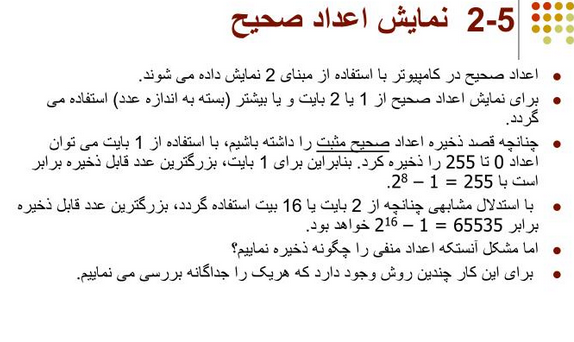 2-5 نمایش اعداد صحیح
اعداد صحیح در کامپیوتر با استفاده از مبنای 2 نمایش داده می شوند.
برای نمایش اعداد صحیح از 1 یا 2 بایت و یا بیشتر (بسته به اندازه عدد) استفاده می
گردد.
چنانچه قصد ذخیره اعداد صحیح مثبت را داشته باشیم، با استفاده از 1 بایت می توان
اعداد 0 تا 255 را ذخیره کرد. بنابراین برای 1 بایت، بزرگترین عدد قابل ذخیره برابر
است با 2⁸ – 1 = 255.
با استدلال مشابهی چنانچه از 2 بایت یا 16 بیت استفاده گردد، بزرگترین عدد قابل ذخیره
برابر 2¹⁶ – 1 = 65535 خواهد بود.
اما مشکل آنستکه اعداد منفی را چگونه ذخیره نماییم؟
برای این کار چندین روش وجود دارد که هریک را جداگانه بررسی می نماییم.